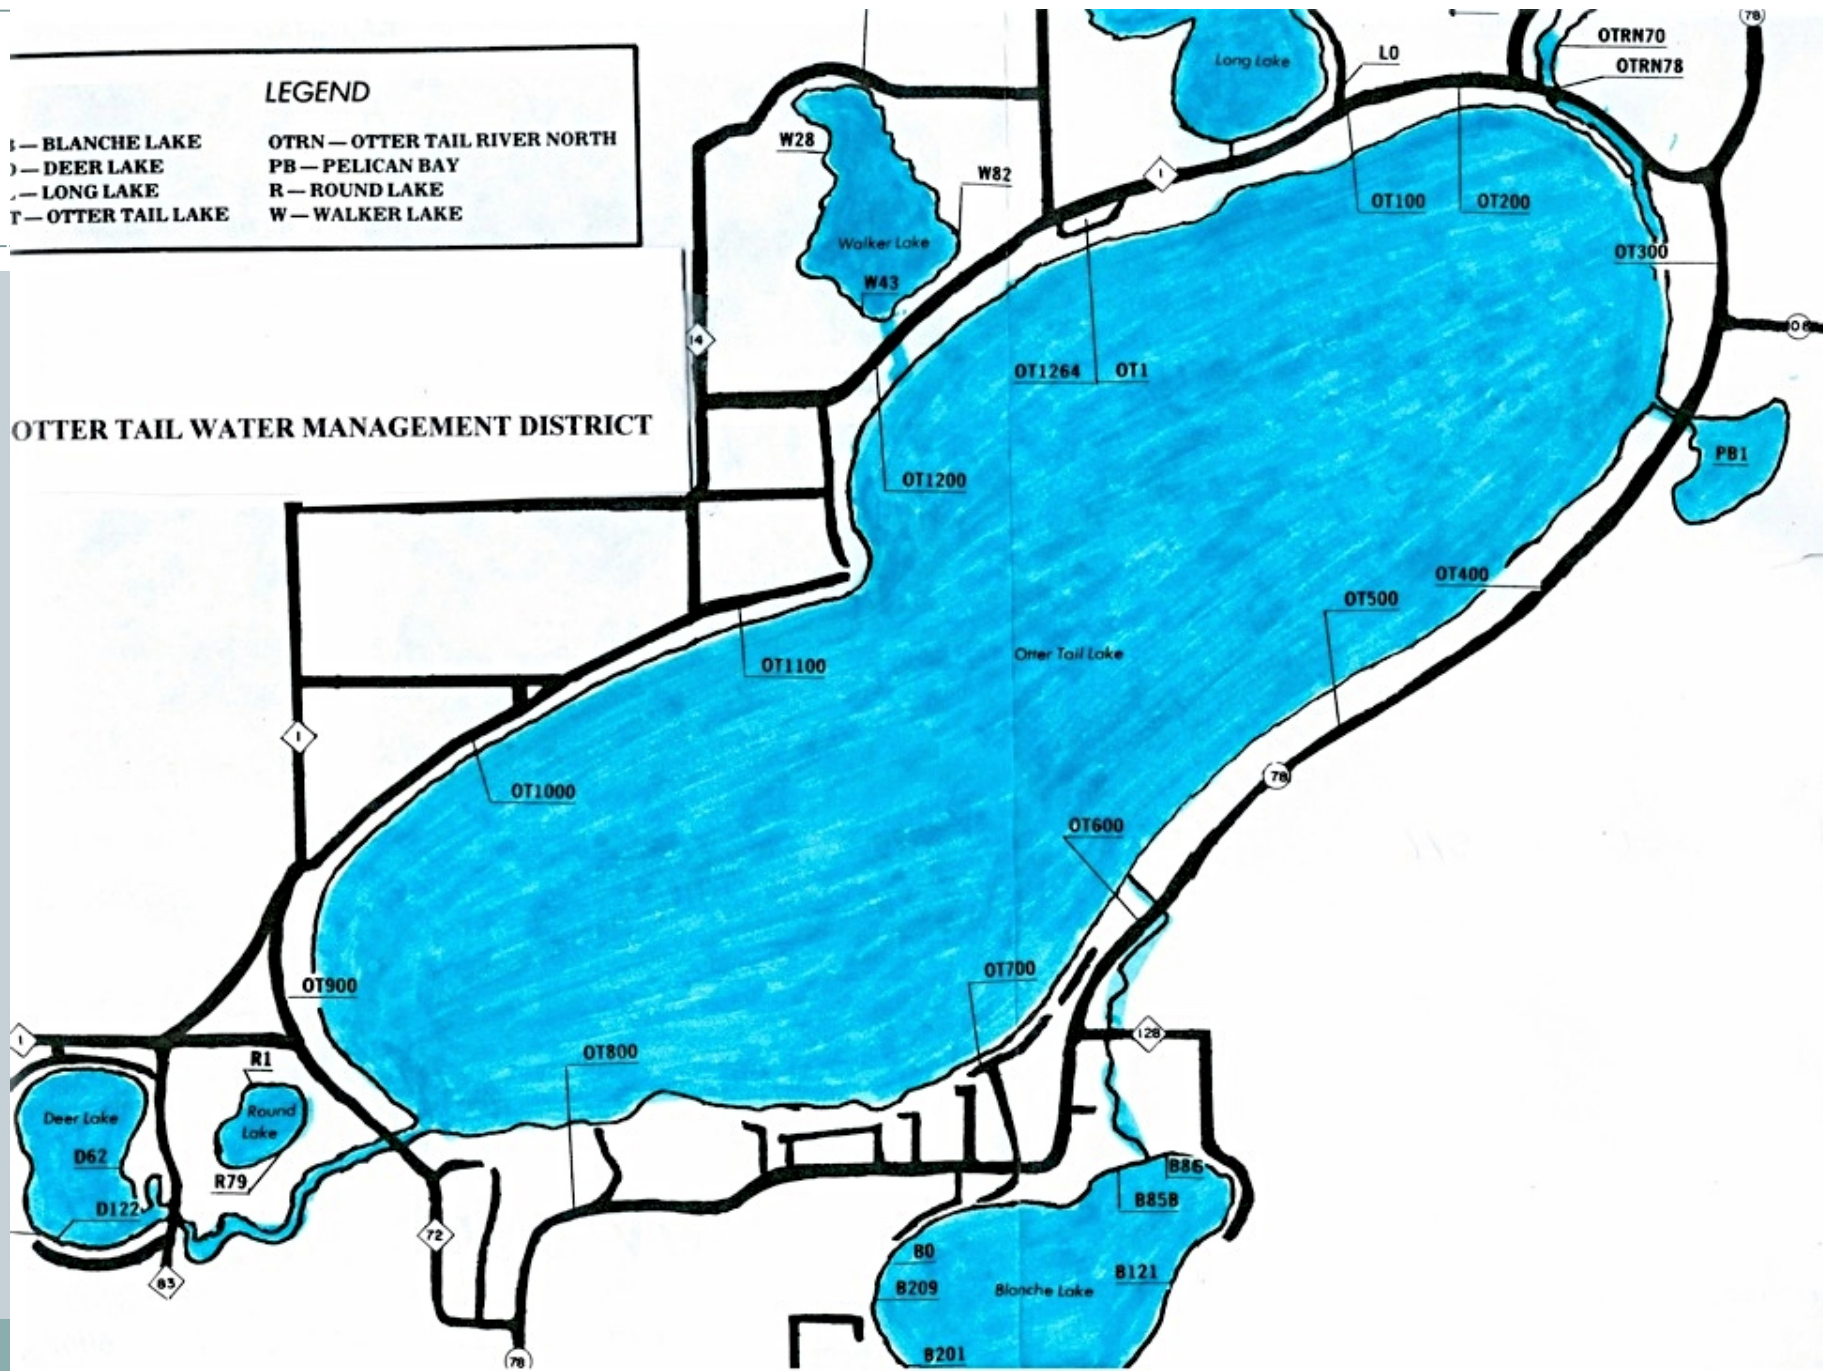 LEGEND
— BLANCHE LAKE
— DEER LAKE
— LONG LAKE
T — OTTER TAIL LAKE
OTRN — OTTER TAIL RIVER NORTH
PB — PELICAN BAY
R — ROUND LAKE
W — WALKER LAKE
OTTER TAIL WATER MANAGEMENT DISTRICT
78
OTRN70
OTRN78
L0
Long Lake
W28
W82
1
OT100
OT200
Walker Lake
W43
OT300
14
OT1264
OT1
PB1
OT1200
OT400
OT500
Otter Tail Lake
OT1100
1
78
OT1000
OT600
OT700
OT900
1
128
OT800
R1
Deer Lake
Round
Lake
D62
R79
D122
B86
B85B
72
83
B0
B121
B209
Blanche Lake
B201
78